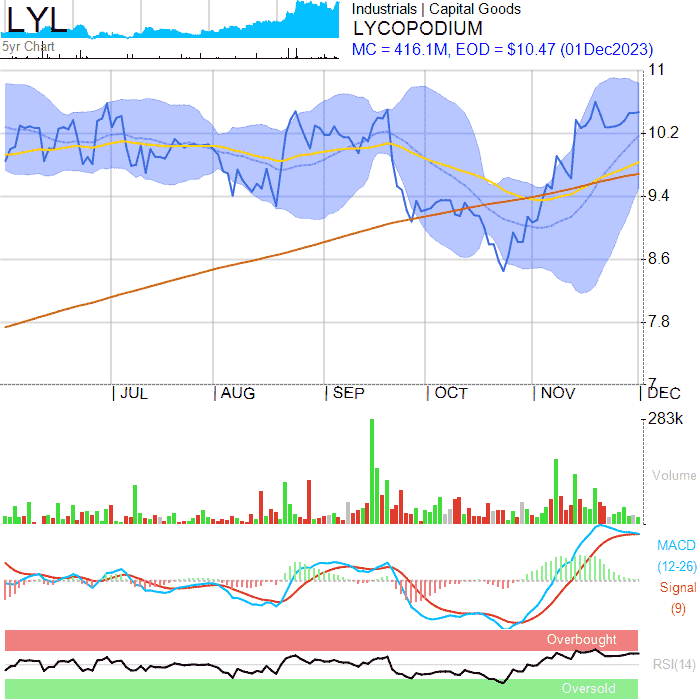 LYL
5yr Chart
Industrials | Capital Goods
LYCOPODIUM
MC = 416.1M, EOD = $10.47 (01Dec2023)
11
10.2
9.4
8.6
7.8
7
JUL AUG SEP OCT NOV DEC
283k
Volume
MACD
(12-26)
Signal
(9)
Overbought
RSI(14)
Oversold